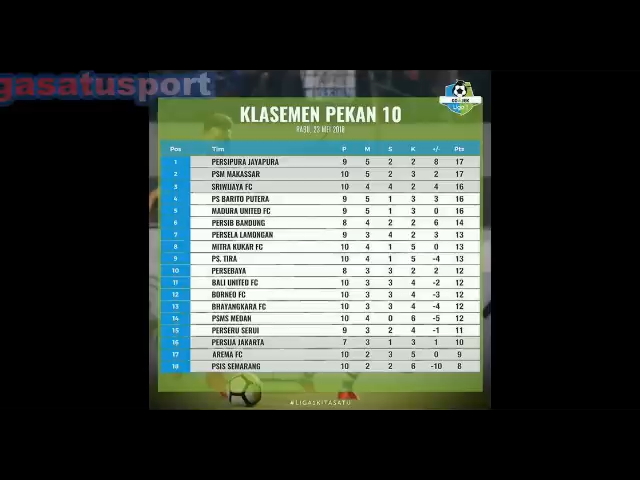 gasatusport
GO-JEK
Liga 1
KLASEMEN PEKAN 10
RABU, 23 MEI 2018
Pos Tim P M S K +/- Pts
1 PERSIPURA JAYAPURA 9 5 2 2 8 17
2 PSM MAKASSAR 10 5 2 3 2 17
3 SRIWIJAYA FC 10 4 4 2 4 16
4 PS BARITO PUTERA 9 5 1 3 3 16
5 MADURA UNITED FC 9 5 1 3 0 16
6 PERSIB BANDUNG 8 4 2 2 6 14
7 PERSELA LAMONGAN 9 3 4 2 3 13
8 MITRA KUKAR FC 10 4 1 5 0 13
9 PS. TIRA 10 4 1 5 -4 13
10 PERSEBAYA 8 3 3 2 2 12
11 BALI UNITED FC 10 3 3 4 -2 12
12 BORNEO FC 10 3 3 4 -3 12
13 BHAYANGKARA FC 10 3 3 4 -4 12
14 PSMS MEDAN 10 4 0 6 -5 12
15 PERSERU SERUI 9 3 2 4 -1 11
16 PERSIJA JAKARTA 7 3 1 3 1 10
17 AREMA FC 10 2 3 5 0 9
18 PSIS SEMARANG 10 2 2 6 -10 8
#LIGA1KITASATU